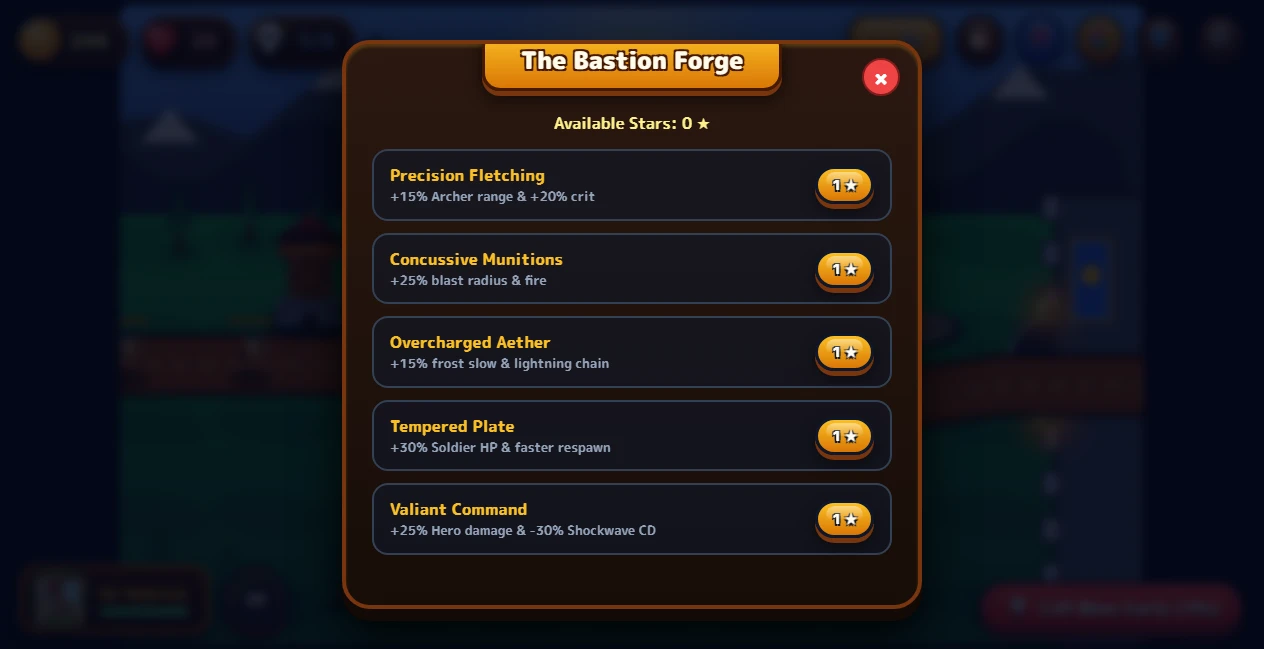 The Bastion Forge
Available Stars: 0 ★
Precision Fletching
+15% Archer range & +20% crit
1 ★
Concussive Munitions
+25% blast radius & fire
1 ★
Overcharged Aether
+15% frost slow & lightning chain
1 ★
Tempered Plate
+30% Soldier HP & faster respawn
1 ★
Valiant Command
+25% Hero damage & -30% Shockwave CD
1 ★